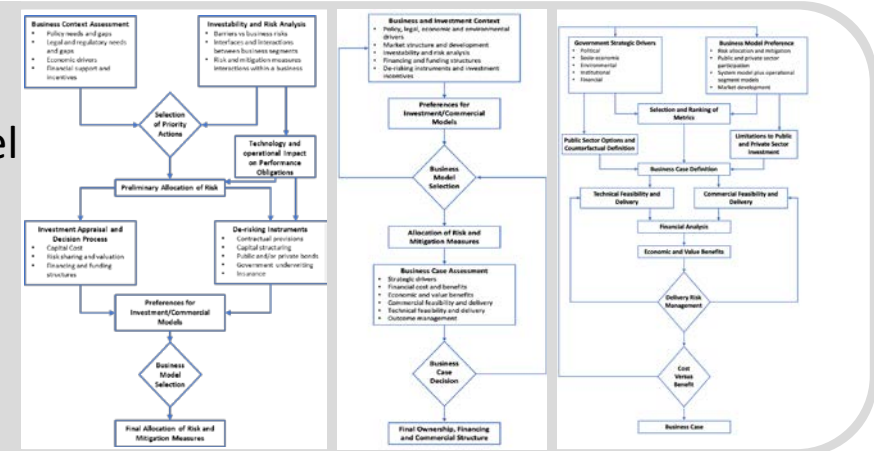 el
Business Context Assessment
• Policy needs and gaps
• Legal and regulatory needs
and gaps
• Economic drivers
• Financial support and
incentives
Investability and Risk Analysis
• Barriers vs business risks
• Interfaces and Interactions
between business segments
• Risk and mitigation measures
interactions within a business
Selection
of Priority
Actions
Technology and
operational Impact
on Performance
Obligations
Preliminary Allocation of Risk
Investment Appraisal and
Decision Process
• Capital Cost
• Risk sharing and valuation
• Financing and funding
structures
De-risking Instruments
• Contractual provisions
• Capital structuring
• Public and/or private bonds
• Government underwriting
• Insurance
Preferences for
Investment/Commercial
Models
Business
Model
Selection
Final Allocation of Risk and
Mitigation Measures
Business and Investment Context
• Policy, legal, economic and environmental
drivers
• Market structure and development
• Investability and risk analysis
• Financing and funding structures
• De-risking instruments and investment
incentives
Preferences for
Investment/Commercial
Models
Business
Model
Selection
Allocation of Risk and
Mitigation Measures
Business Case Assessment
• Strategic drivers
• Financial cost and benefits
• Economic and value benefits
• Commercial feasibility and delivery
• Technical feasibility and delivery
• Outcome management
Business
Case
Decision
Final Ownership, Financing
and Commercial Structure
Government Strategic Drivers
• Political
• Socio-economic
• Environmental
• Institutional
• Financial
Business Model Preference
• Risk allocation and mitigation
• Public and private sector
participation
• System model plus operational
segment models
• Market development
Selection and Ranking of
Metrics
Public Sector Options and
Counterfactual Definition
Limitations to Public
and Private Sector
Investment
Business Case Definition
Technical Feasibility and
Delivery
Commercial Feasibility and
Delivery
Financial Analysis
Economic and Value Benefits
Delivery Risk
Management
Cost
Versus
Benefit
Business Case